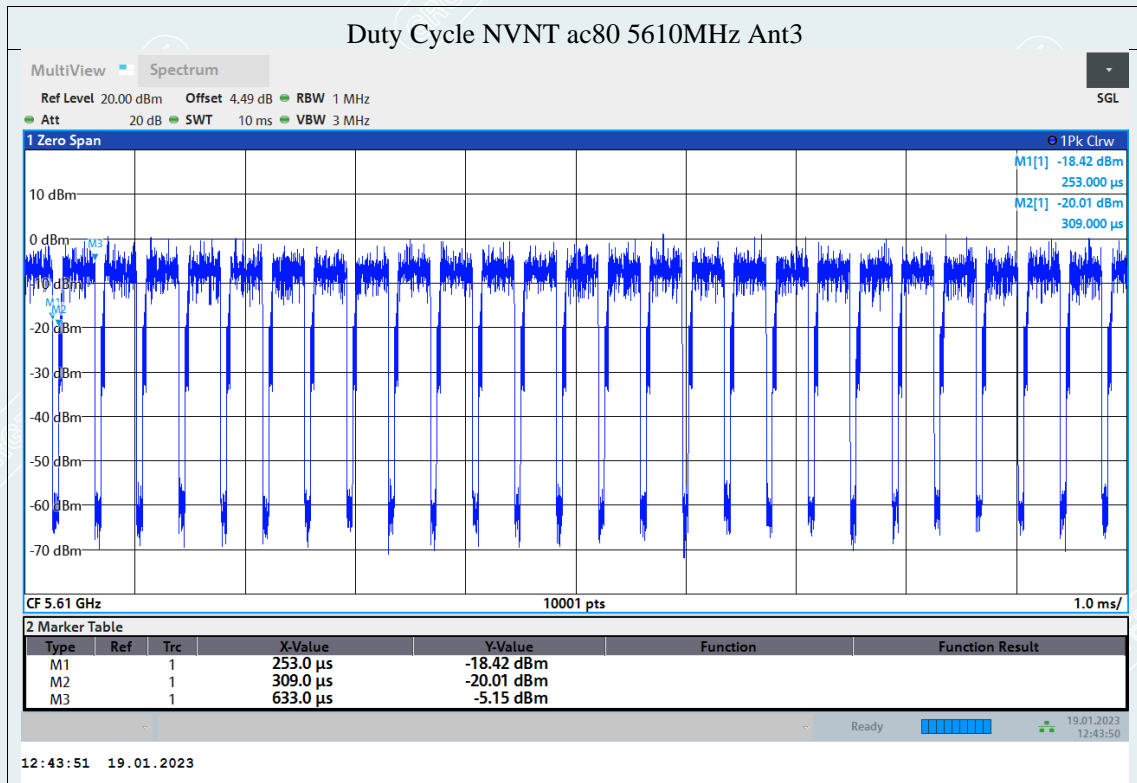 Duty Cycle NVNT ac80 5610MHz Ant3
MultiView Spectrum
Ref Level 20.00 dBm Offset 4.49 dB RBW 1 MHz SGL
Att 20 dB SWT 10 ms VBW 3 MHz
1 Zero Span 1Pk Clrw
M1[1] -18.42 dBm
253.000 µs
10 dBm
M2[1] -20.01 dBm
309.000 µs
0 dBm
M3
-10 dBm
M1
M2
-20 dBm
-30 dBm
-40 dBm
-50 dBm
-60 dBm
-70 dBm
CF 5.61 GHz 10001 pts 1.0 ms/
2 Marker Table
Type Ref Trc X-Value Y-Value Function Function Result
M1 1 253.0 µs -18.42 dBm
M2 1 309.0 µs -20.01 dBm
M3 1 633.0 µs -5.15 dBm
Ready 19.01.2023
12:43:50
12:43:51 19.01.2023